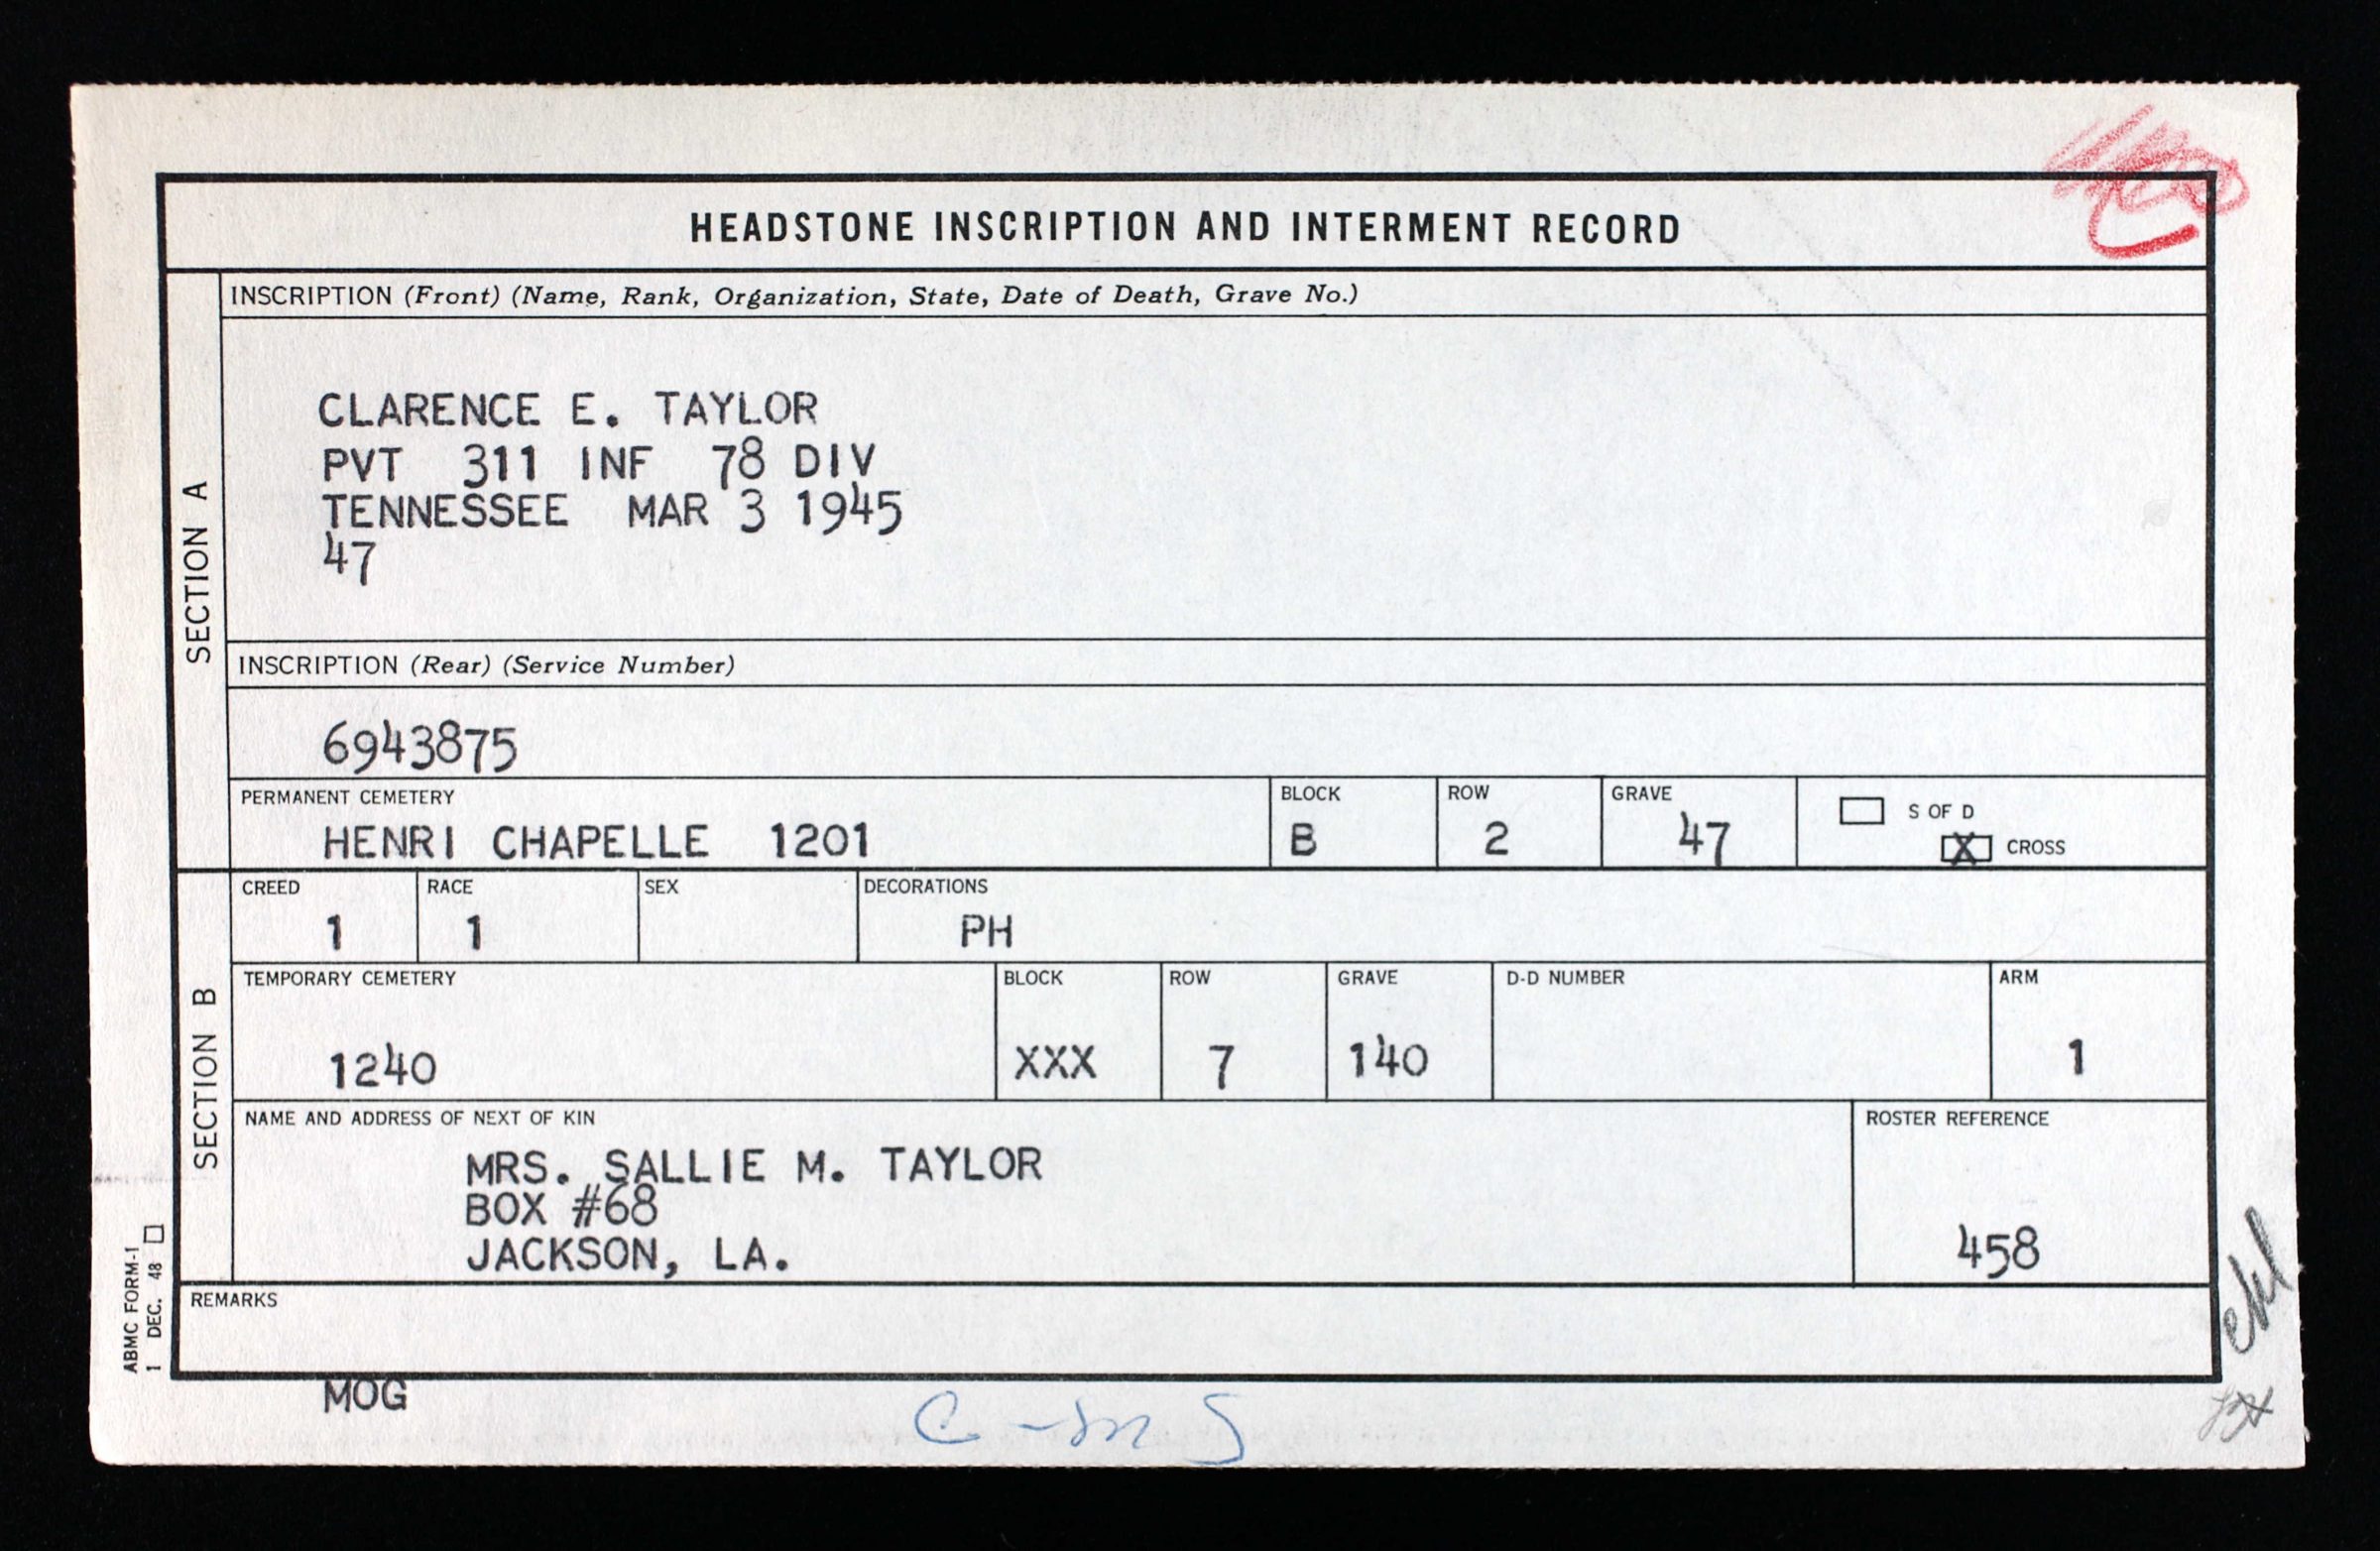 HEADSTONE INSCRIPTION AND INTERMENT RECORD
SECTION A
INSCRIPTION (Front) (Name, Rank, Organization, State, Date of Death, Grave No.)
CLARENCE E. TAYLOR
PVT 311 INF 78 DIV
TENNESSEE MAR 3 1945
47
INSCRIPTION (Rear) (Service Number)
6943875
PERMANENT CEMETERY BLOCK ROW GRAVE S OF D
HENRI CHAPELLE 1201 B 2 47 X CROSS
SECTION B
CREED RACE SEX DECORATIONS
1 1 PH
TEMPORARY CEMETERY BLOCK ROW GRAVE D-D NUMBER ARM
1240 XXX 7 140 1
NAME AND ADDRESS OF NEXT OF KIN ROSTER REFERENCE
MRS. SALLIE M. TAYLOR
BOX #68
JACKSON, LA. 458
REMARKS
ABMC FORM-1
1 DEC. 48
MOG